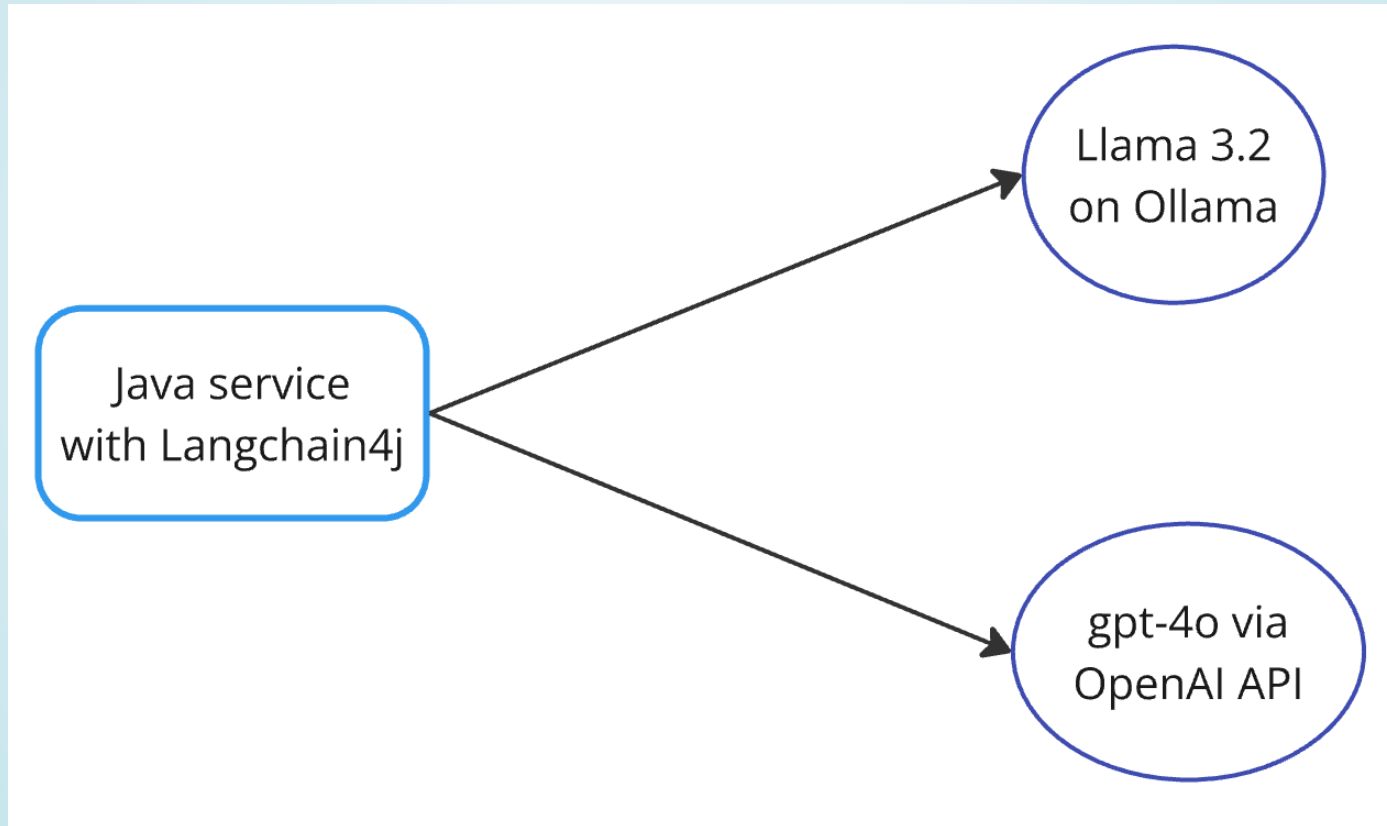 Llama 3.2
on Ollama
Java service
with Langchain4j
gpt-4o via
OpenAI API